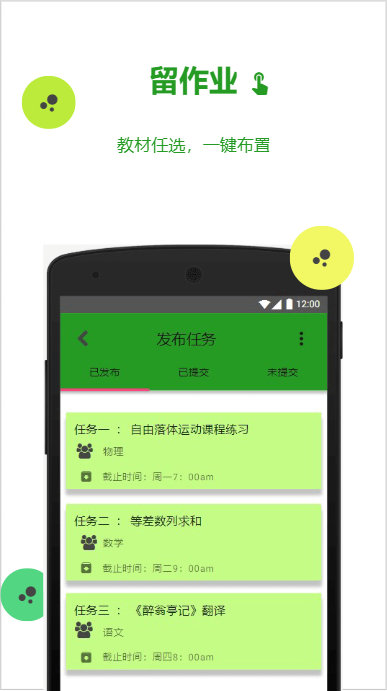 留作业
教材任选，一键布置
12:00
发布任务
已发布 已提交 未提交
任务一 ： 自由落体运动课程练习
物理
截止时间：周一7：00am
任务二 ： 等差数列求和
数学
截止时间：周二9：00am
任务三 ： 《醉翁亭记》翻译
语文
截止时间：周四8：00am